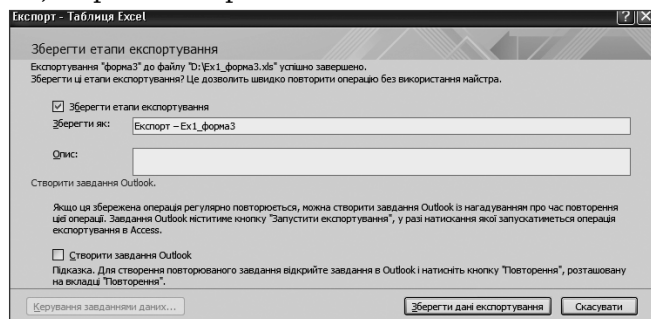 Експорт - Таблиця Excel
Зберегти етапи експортування
Експортування "форма3" до файлу "D:\Ex1_форма3.xls" успішно завершено.
Зберегти ці етапи експортування? Це дозволить швидко повторити операцію без використання майстра.
Зберегти етапи експортування
Зберегти як:
Експорт – Ex1_форма3
Опис:
Створити завдання Outlook.
Якщо ця збережена операція регулярно повторюється, можна створити завдання Outlook із нагадуванням про час повторення
цієї операції. Завдання Outlook міститиме кнопку "Запустити експортування", у разі натискання якої запускатиметься операція
експортування в Access.
Створити завдання Outlook
Підказка. Для створення повторюваного завдання відкрийте завдання в Outlook і натисніть кнопку "Повторення", розташовану
на вкладці "Повторення".
Керування завданнями даних...
Зберегти дані експортування
Скасувати